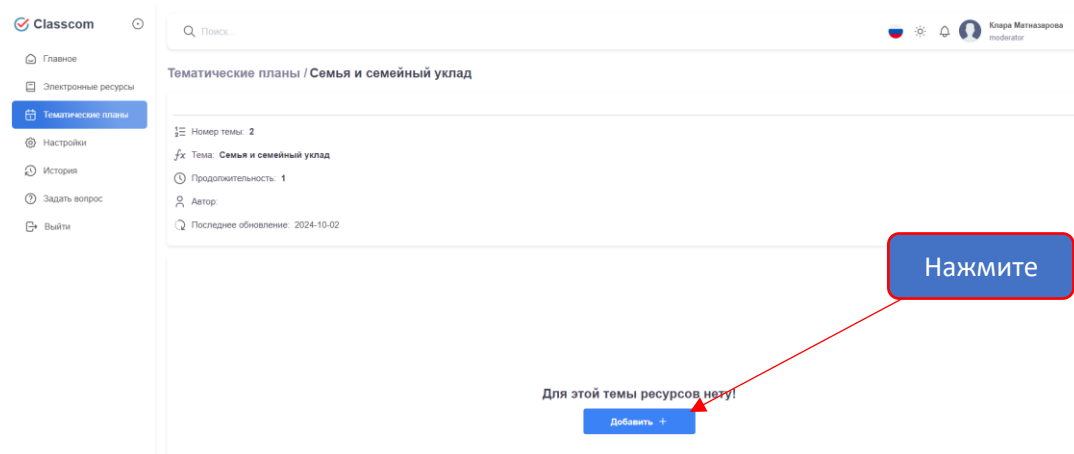 Classcom
Поиск...
Клара Матназарова
moderator
Главное
Электронные ресурсы
Тематические планы
Настройки
История
Задать вопрос
Выйти
Тематические планы / Семья и семейный уклад
Номер темы: 2
fx Тема: Семья и семейный уклад
Продолжительность: 1
Автор:
Последнее обновление: 2024-10-02
Нажмите
Для этой темы ресурсов нету!
Добавить +